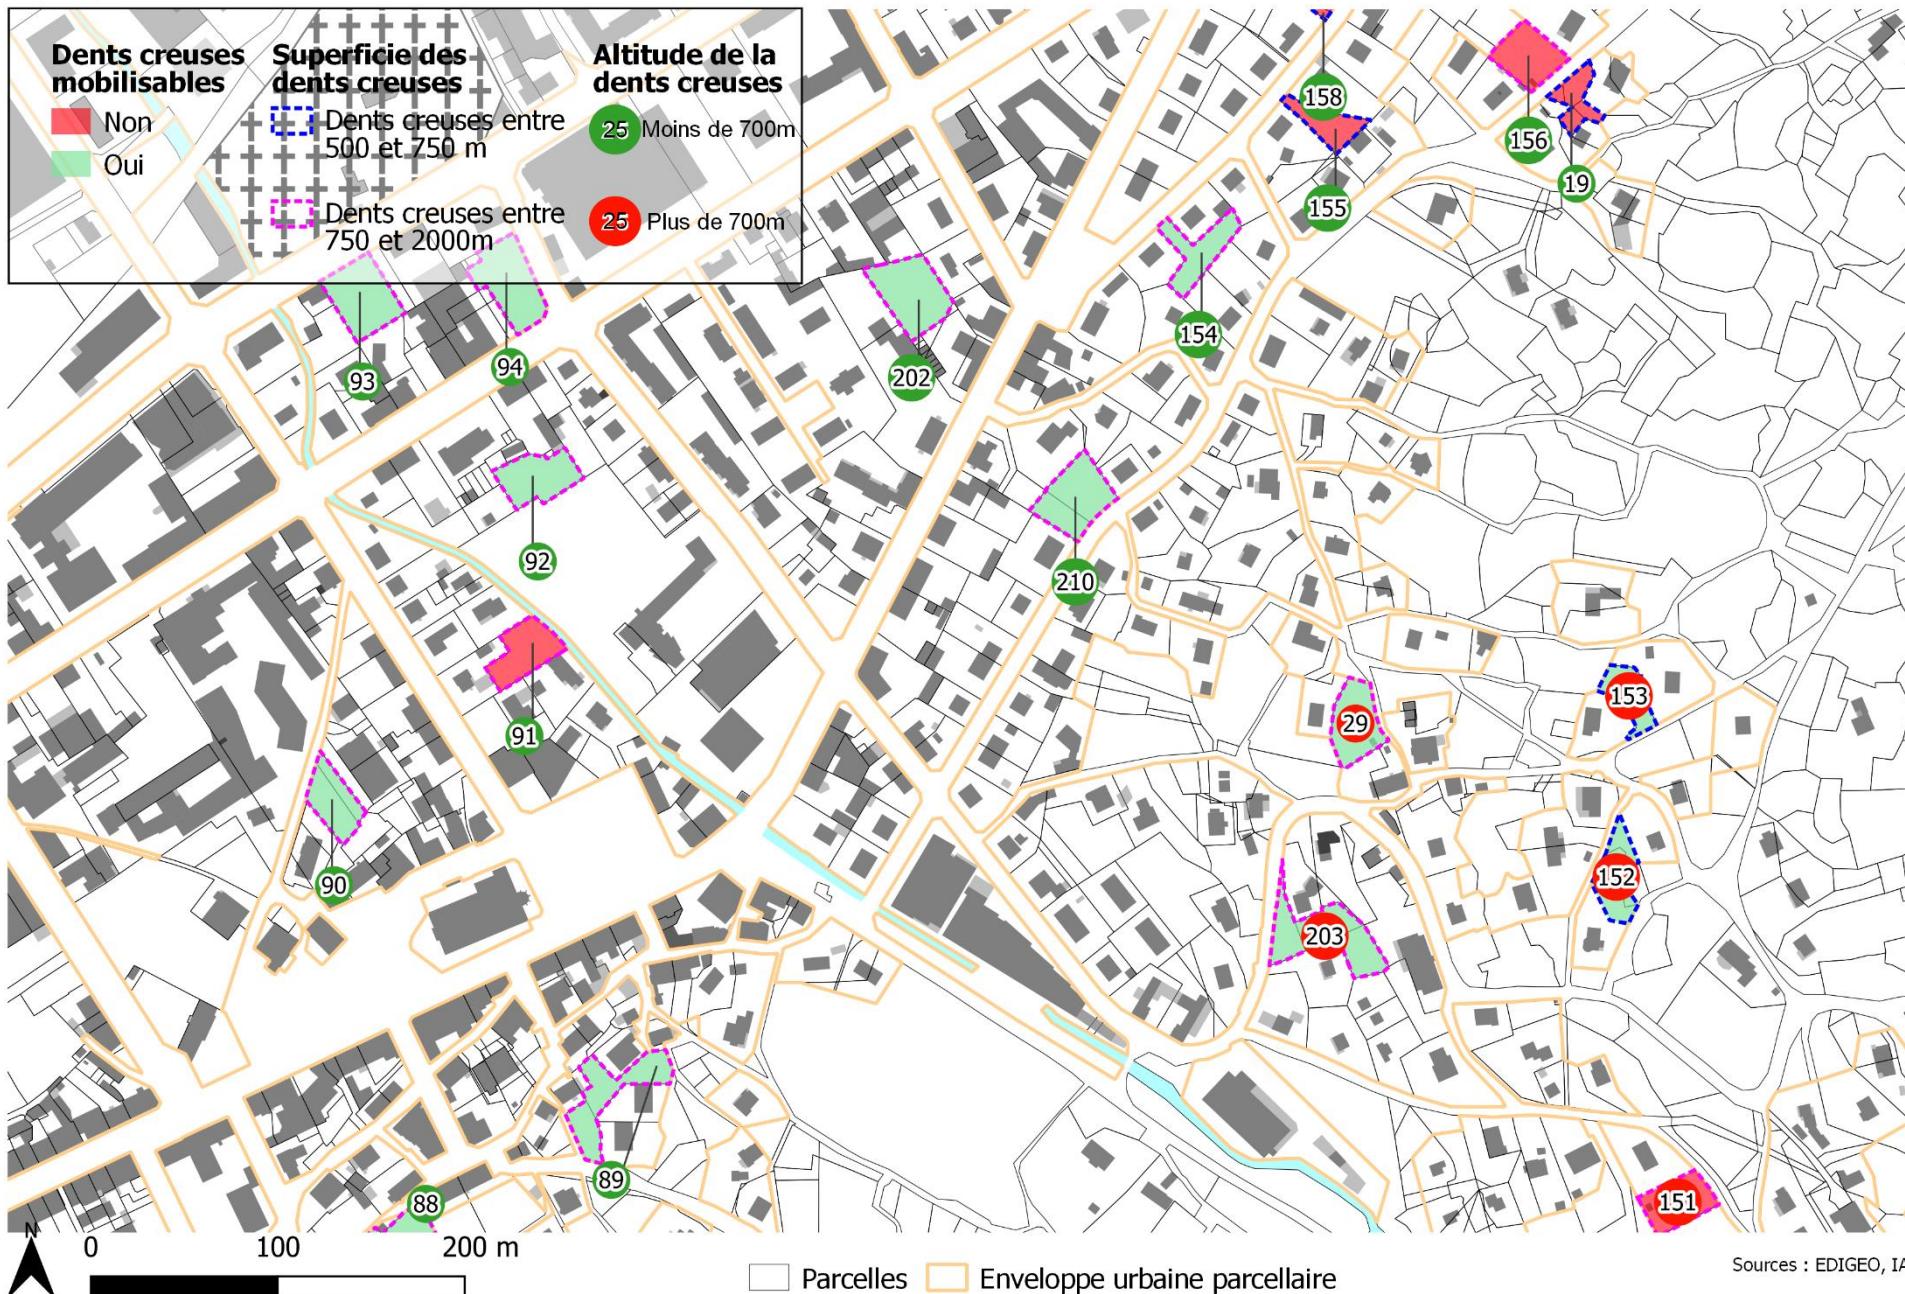 Dents creuses
mobilisables
Non
Oui
Superficie des
dents creuses
Dents creuses entre
500 et 750 m
Dents creuses entre
750 et 2000m
Altitude de la
dents creuses
25 Moins de 700m
25 Plus de 700m
158
156
19
155
154
93
94
202
92
210
91
153
29
90
152
203
89
88
151
N
0 100 200 m
Parcelles
Enveloppe urbaine parcellaire
Sources : EDIGEO, IA